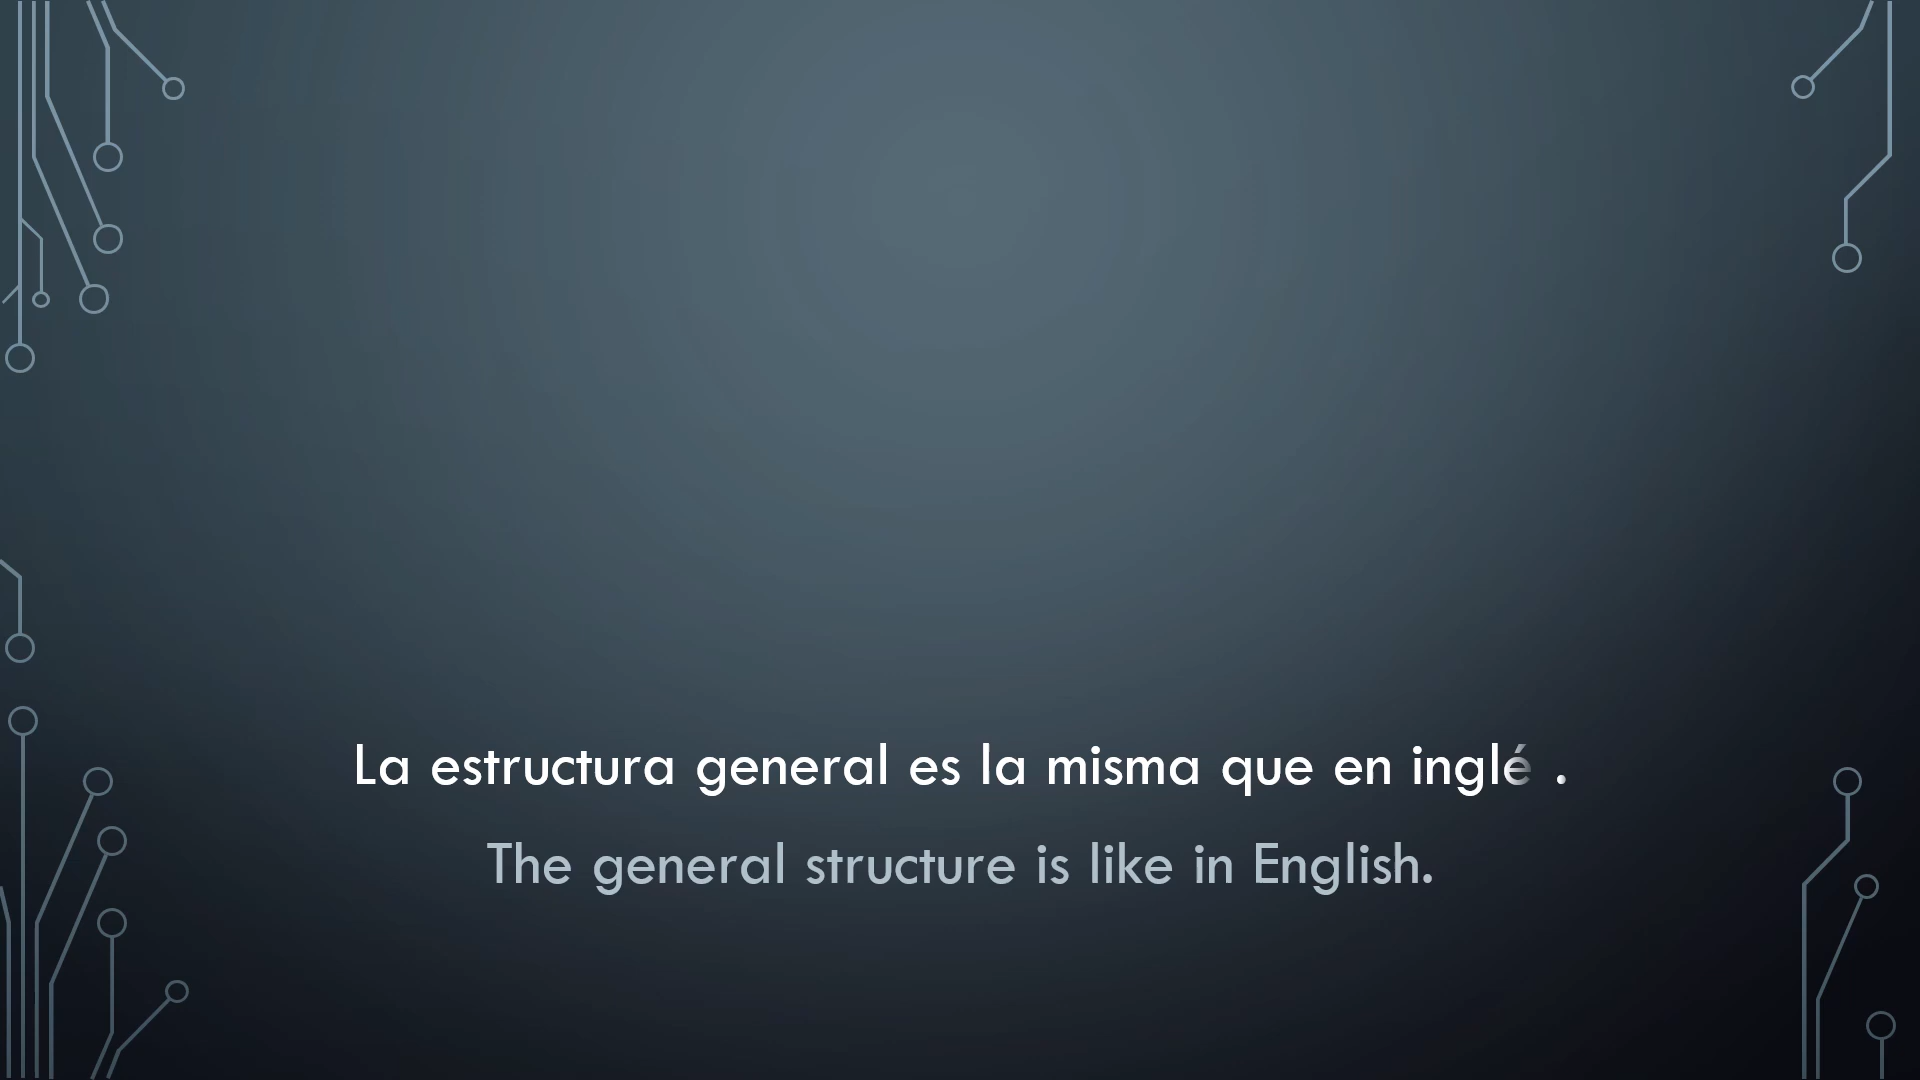 La estructura general es la misma que en inglé .
The general structure is like in English.